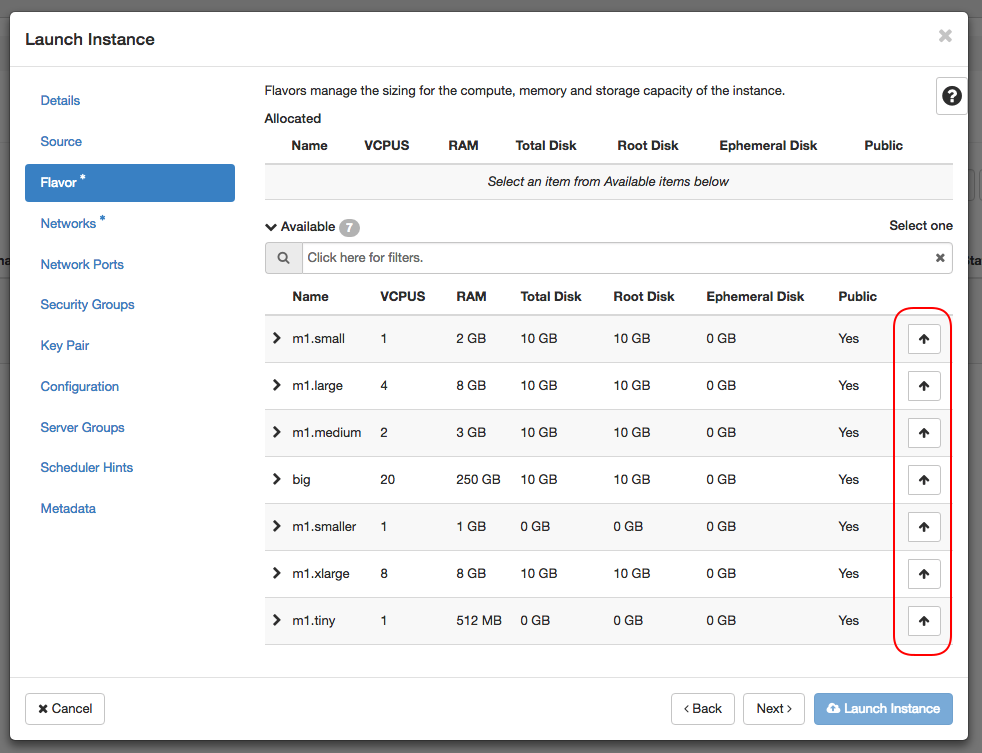 Launch Instance
Details
Source
Flavor *
Networks *
Network Ports
Security Groups
Key Pair
Configuration
Server Groups
Scheduler Hints
Metadata
Flavors manage the sizing for the compute, memory and storage capacity of the instance.
?
Allocated
Name VCPUS RAM Total Disk Root Disk Ephemeral Disk Public
Select an item from Available items below
Available 7 Select one
Click here for filters.
Name VCPUS RAM Total Disk Root Disk Ephemeral Disk Public
m1.small 1 2 GB 10 GB 10 GB 0 GB Yes
m1.large 4 8 GB 10 GB 10 GB 0 GB Yes
m1.medium 2 3 GB 10 GB 10 GB 0 GB Yes
big 20 250 GB 10 GB 10 GB 0 GB Yes
m1.smaller 1 1 GB 0 GB 0 GB 0 GB Yes
m1.xlarge 8 8 GB 10 GB 10 GB 0 GB Yes
m1.tiny 1 512 MB 0 GB 0 GB 0 GB Yes
Cancel
Back
Next
Launch Instance